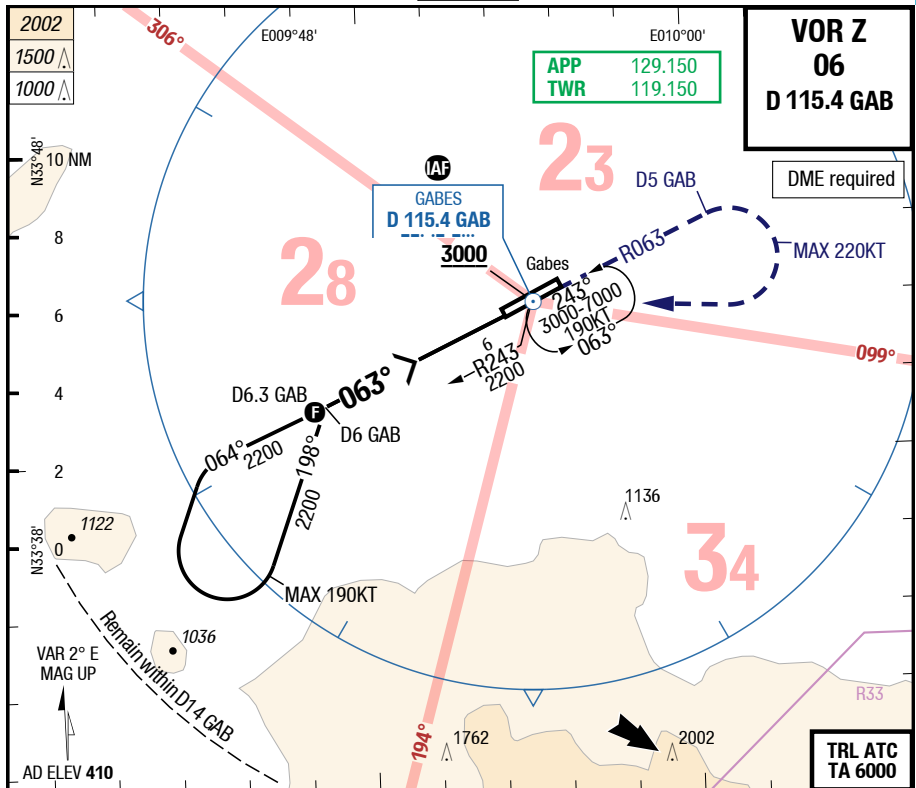 2002
1500
1000
306°
E009°48'
E010°00'
APP 129.150
TWR 119.150
VOR Z
06
D 115.4 GAB
DME required
N33°48'
10 NM
8
6
4
2
0
N33°38'
IAF
GABES
D 115.4 GAB
3000
23
28
34
D5 GAB
R063
MAX 220KT
Gabes
243°
3000-7000
190KT
063°
6
R243
2200
099°
D6.3 GAB
F
063°
D6 GAB
064°
2200
198°
2200
MAX 190KT
1136
1122
1036
Remain within D14 GAB
VAR 2° E
MAG UP
AD ELEV 410
194°
1762
2002
R33
TRL ATC
TA 6000